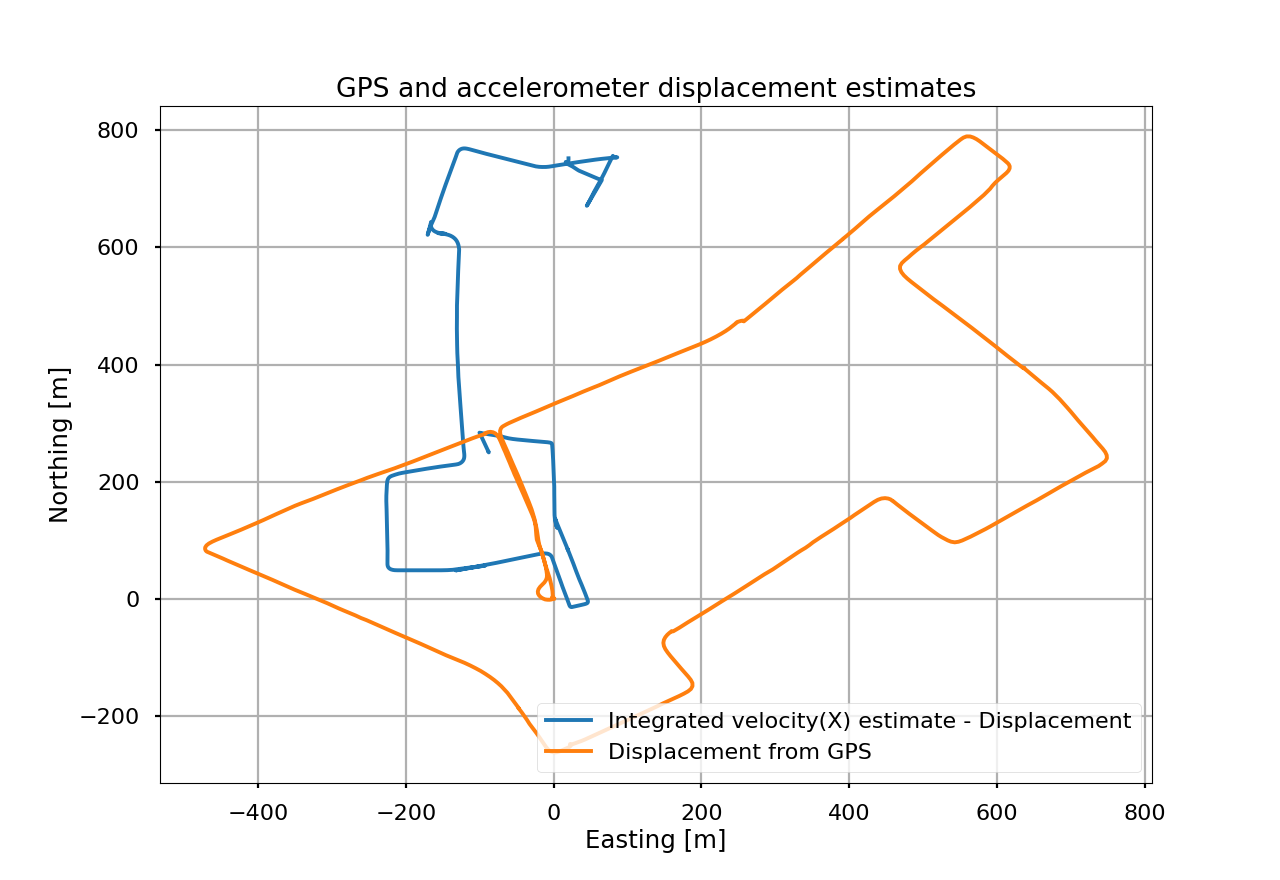 GPS and accelerometer displacement estimates
800
600
400
200
0
−200
Northing [m]
−400 −200 0 200 400 600 800
Easting [m]
Integrated velocity(X) estimate - Displacement
Displacement from GPS